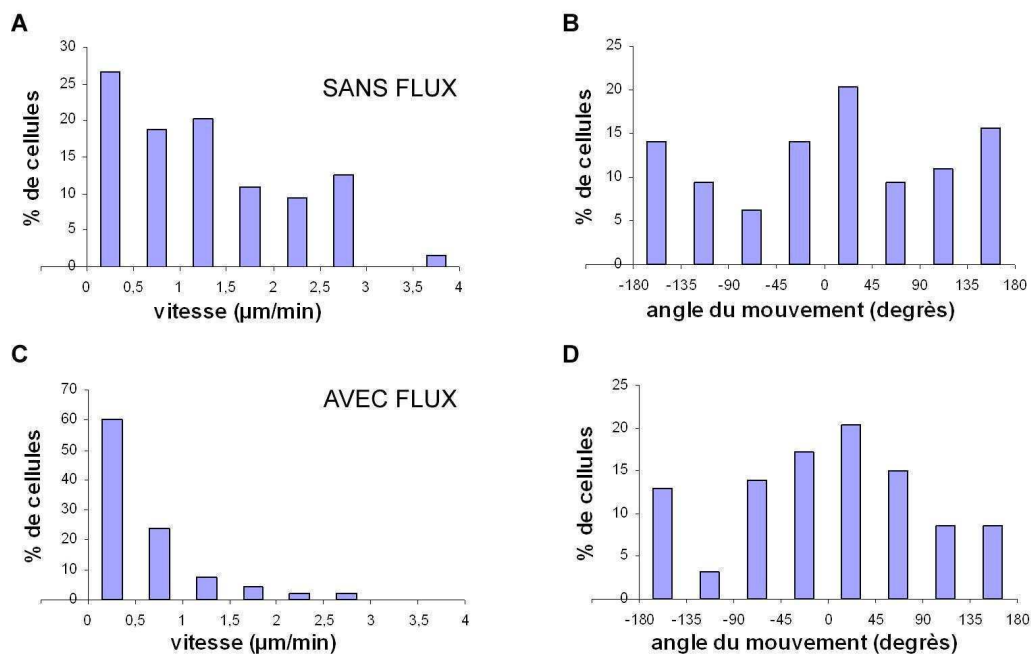 A
30
25
20
15
10
5
0
% de cellules
SANS FLUX
0 0,5 1 1,5 2 2,5 3 3,5 4
vitesse (µm/min)
B
25
20
15
10
5
0
% de cellules
-180 -135 -90 -45 0 45 90 135 180
angle du mouvement (degrès)
C
70
60
50
40
30
20
10
0
% de cellules
AVEC FLUX
0 0,5 1 1,5 2 2,5 3 3,5 4
vitesse (µm/min)
D
25
20
15
10
5
0
% de cellules
-180 -135 -90 -45 0 45 90 135 180
angle du mouvement (degrès)